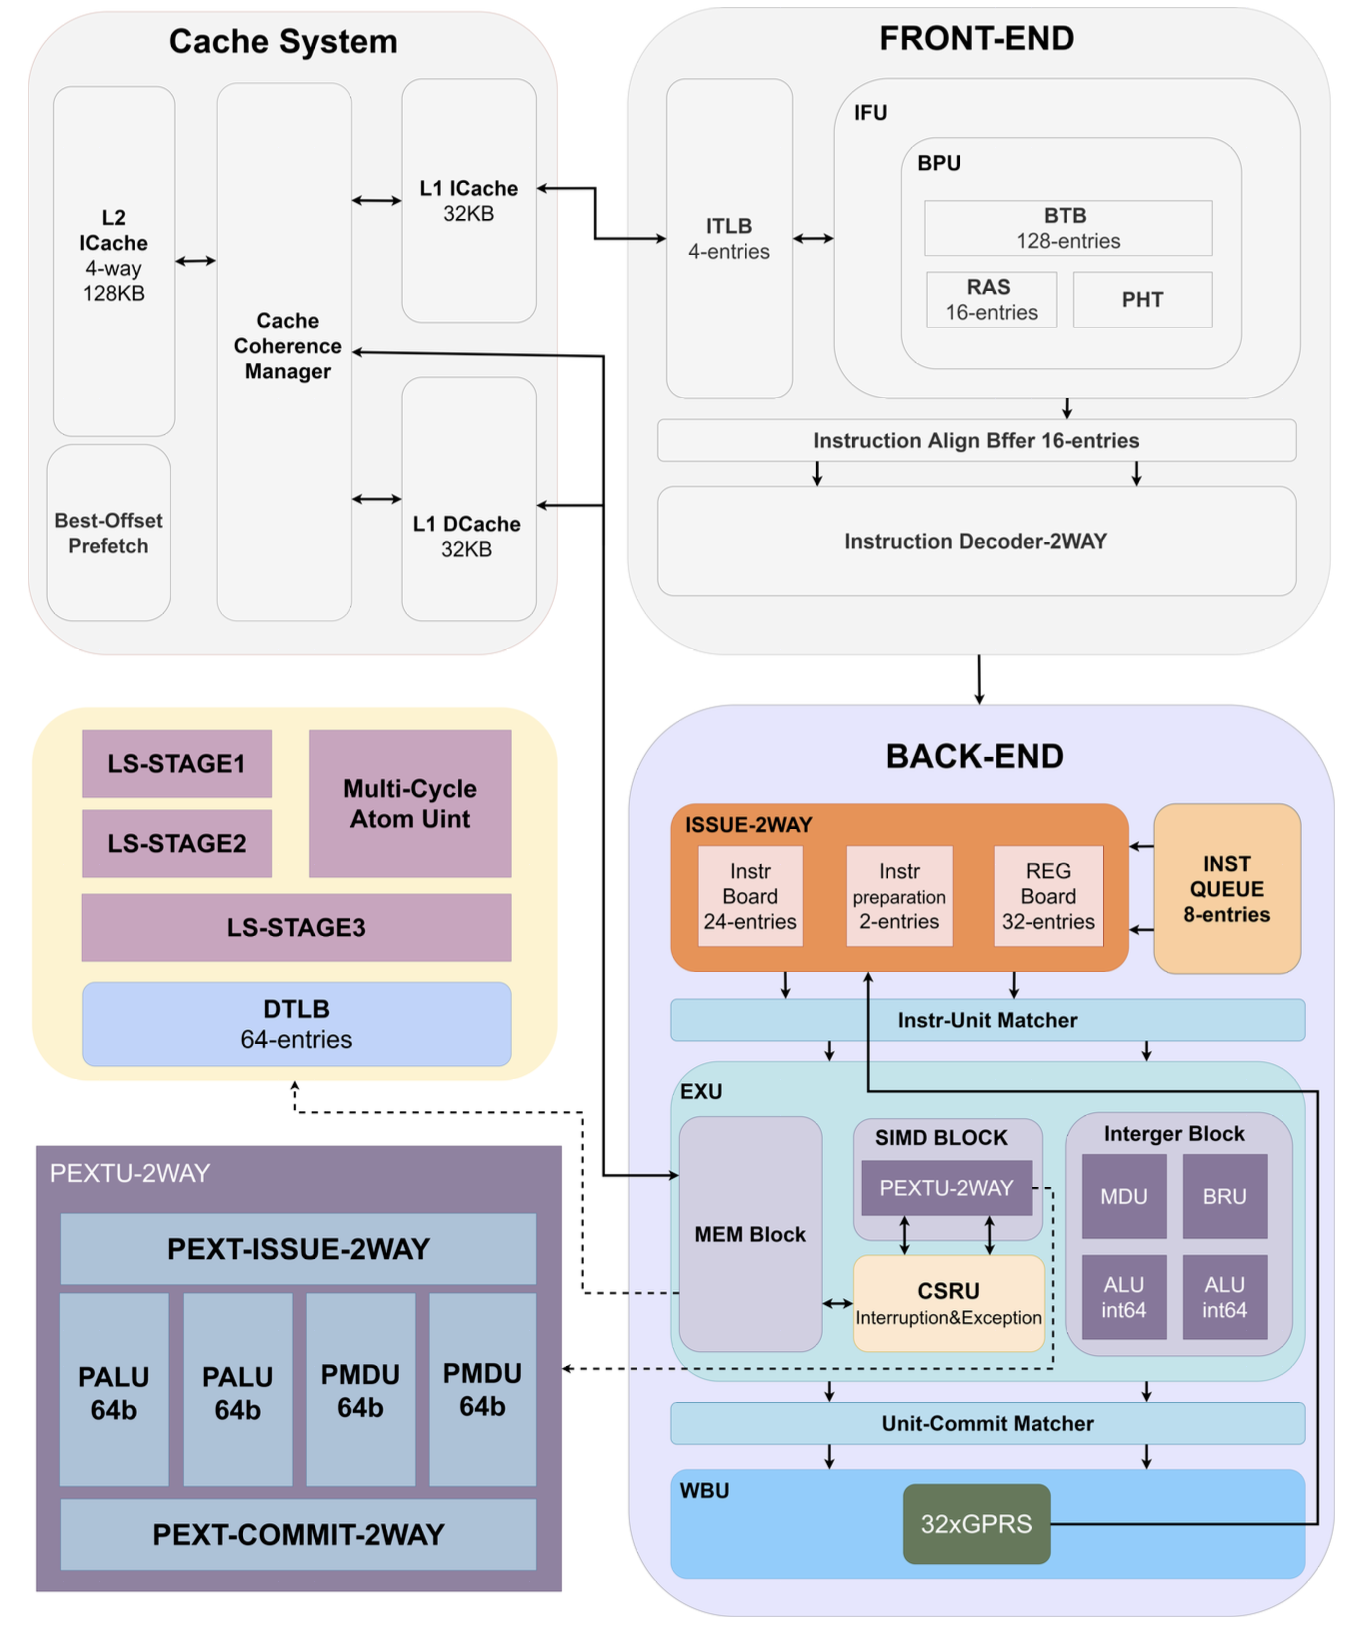 Cache System
L2
ICache
4-way
128KB
Best-Offset
Prefetch
Cache
Coherence
Manager
L1 ICache
32KB
L1 DCache
32KB
FRONT-END
ITLB
4-entries
IFU
BPU
BTB
128-entries
RAS
16-entries
PHT
Instruction Align Bffer 16-entries
Instruction Decoder-2WAY
LS-STAGE1
LS-STAGE2
Multi-Cycle
Atom Uint
LS-STAGE3
DTLB
64-entries
PEXTU-2WAY
PEXT-ISSUE-2WAY
PALU
64b
PALU
64b
PMDU
64b
PMDU
64b
PEXT-COMMIT-2WAY
BACK-END
ISSUE-2WAY
Instr
Board
24-entries
Instr
preparation
2-entries
REG
Board
32-entries
INST
QUEUE
8-entries
Instr-Unit Matcher
EXU
MEM Block
SIMD BLOCK
PEXTU-2WAY
CSRU
Interruption&Exception
Interger Block
MDU
BRU
ALU
int64
ALU
int64
Unit-Commit Matcher
WBU
32xGPRS